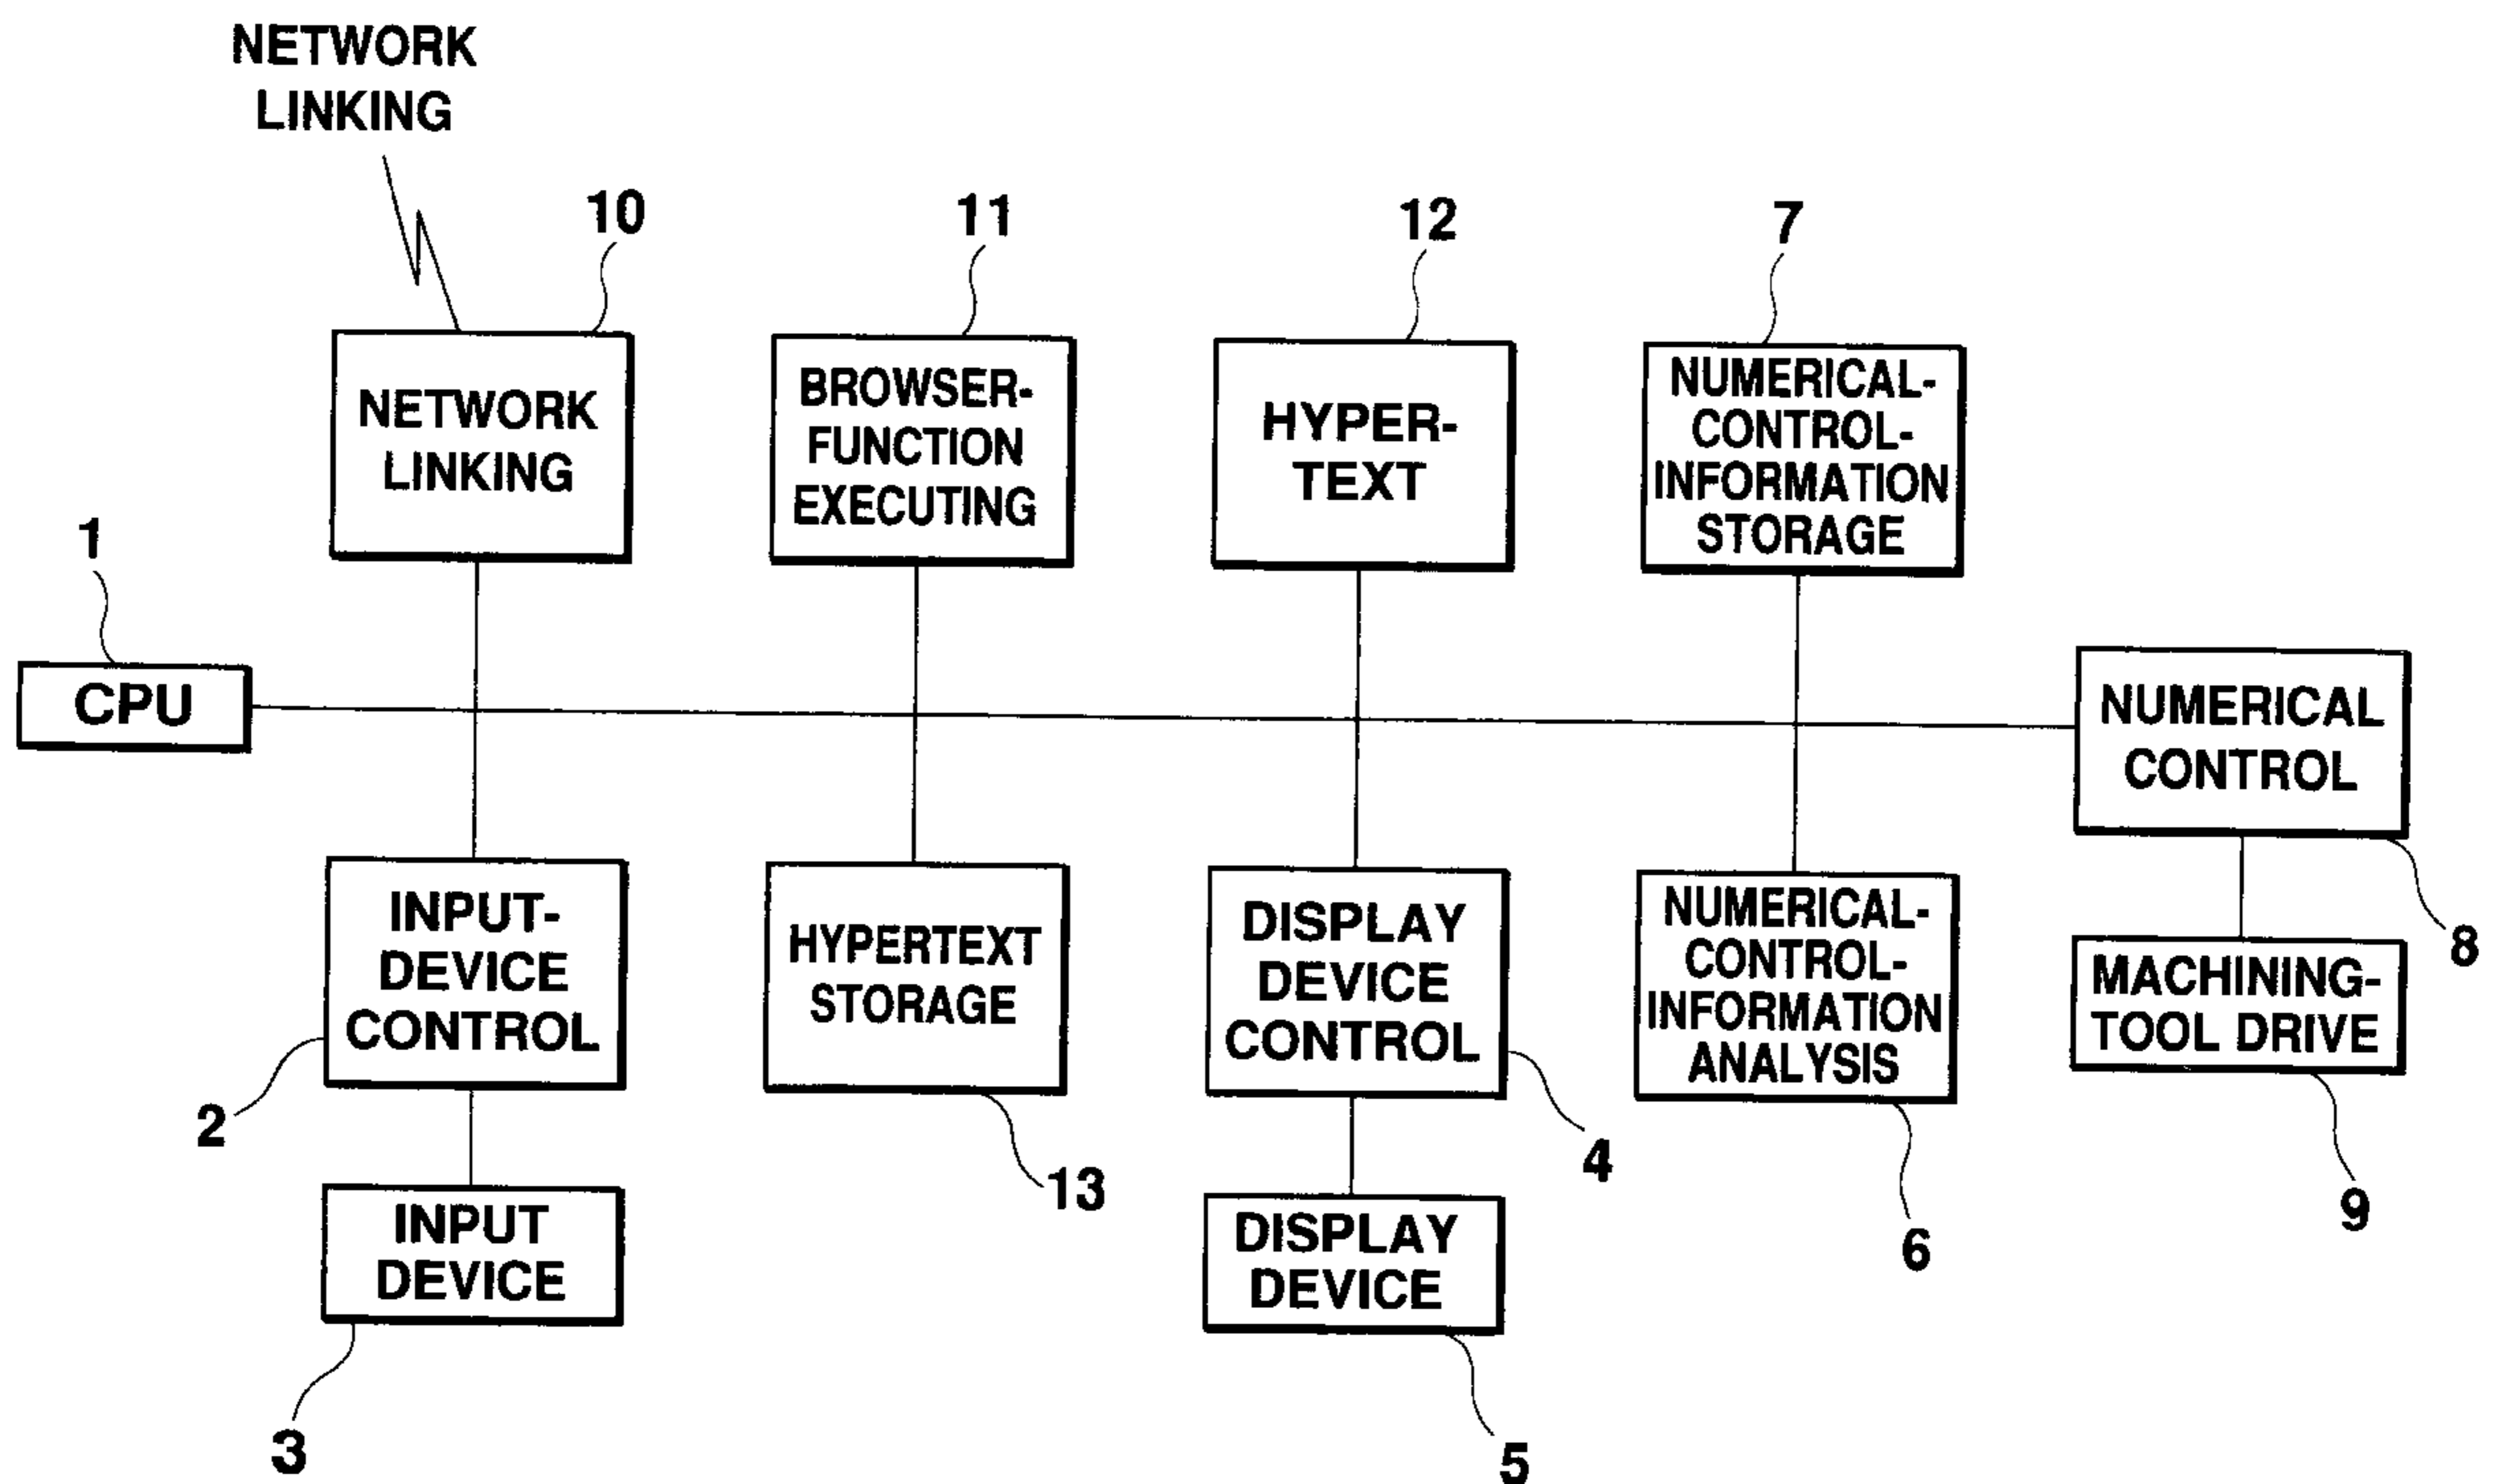 NETWORK
LINKING
10
11
12
7
NETWORK
LINKING
BROWSER-
FUNCTION
EXECUTING
HYPER-
TEXT
NUMERICAL-
CONTROL-
INFORMATION
STORAGE
1
CPU
NUMERICAL
CONTROL
8
INPUT-
DEVICE
CONTROL
2
HYPERTEXT
STORAGE
13
DISPLAY
DEVICE
CONTROL
4
NUMERICAL-
CONTROL-
INFORMATION
ANALYSIS
6
MACHINING-
TOOL DRIVE
9
INPUT
DEVICE
3
DISPLAY
DEVICE
5